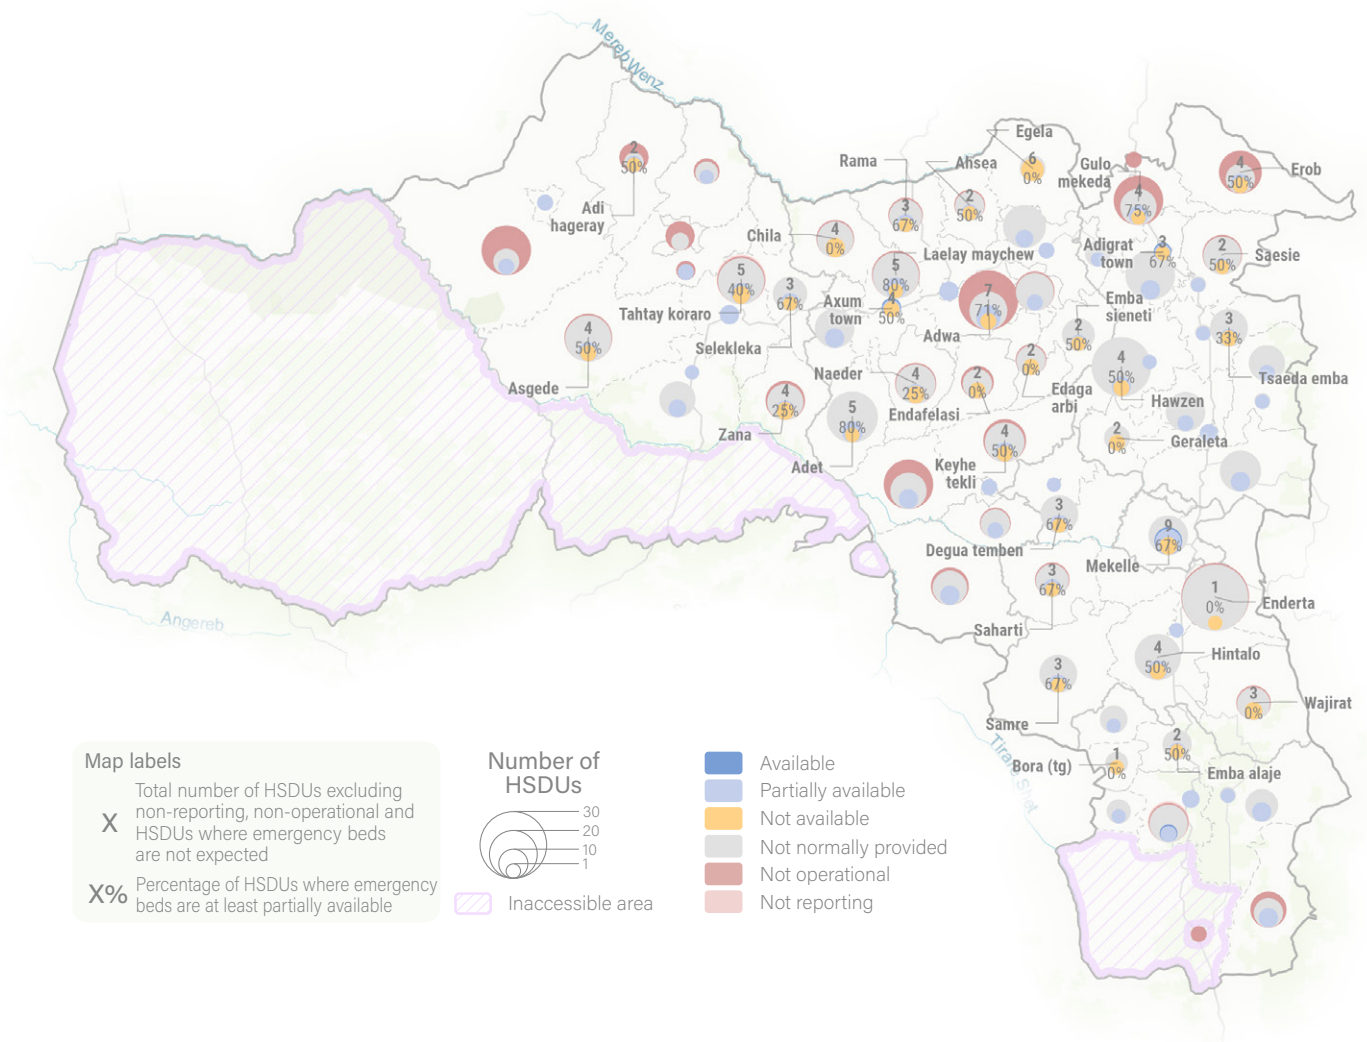 Mereb Wenz
Egela
6
0%
Rama
Ahsea
Gulo
mekeda
2
50%
Adi
hageray
4
75%
4
50%
Erob
3
67%
2
50%
Chila
4
0%
Laelay maychew
Adigrat
town
3
67%
2
50%
Saesie
5
40%
3
67%
5
80%
Axum
town
4
50%
7
71%
Adwa
Emba
sieneti
Tahtay koraro
Selekleka
4
50%
Asgede
2
50%
3
33%
Tsaeda emba
Naeder
4
25%
2
0%
2
0%
Edaga
arbi
4
50%
Hawzen
Endafelasi
4
25%
Zana
5
80%
Adet
4
50%
Keyhe
tekli
2
0%
Geraleta
3
67%
Degua temben
9
67%
Mekelle
3
67%
Saharti
1
0%
Enderta
Angereb
4
50%
Hintalo
3
67%
Samre
3
0%
Wajirat
2
50%
Emba alaje
1
0%
Bora (tg)
Map labels
X
Total number of HSDUs excluding
non-reporting, non-operational and
HSDUs where emergency beds
are not expected
X%
Percentage of HSDUs where emergency
beds are at least partially available
Number of
HSDUs
30
20
10
1
Inaccessible area
Available
Partially available
Not available
Not normally provided
Not operational
Not reporting